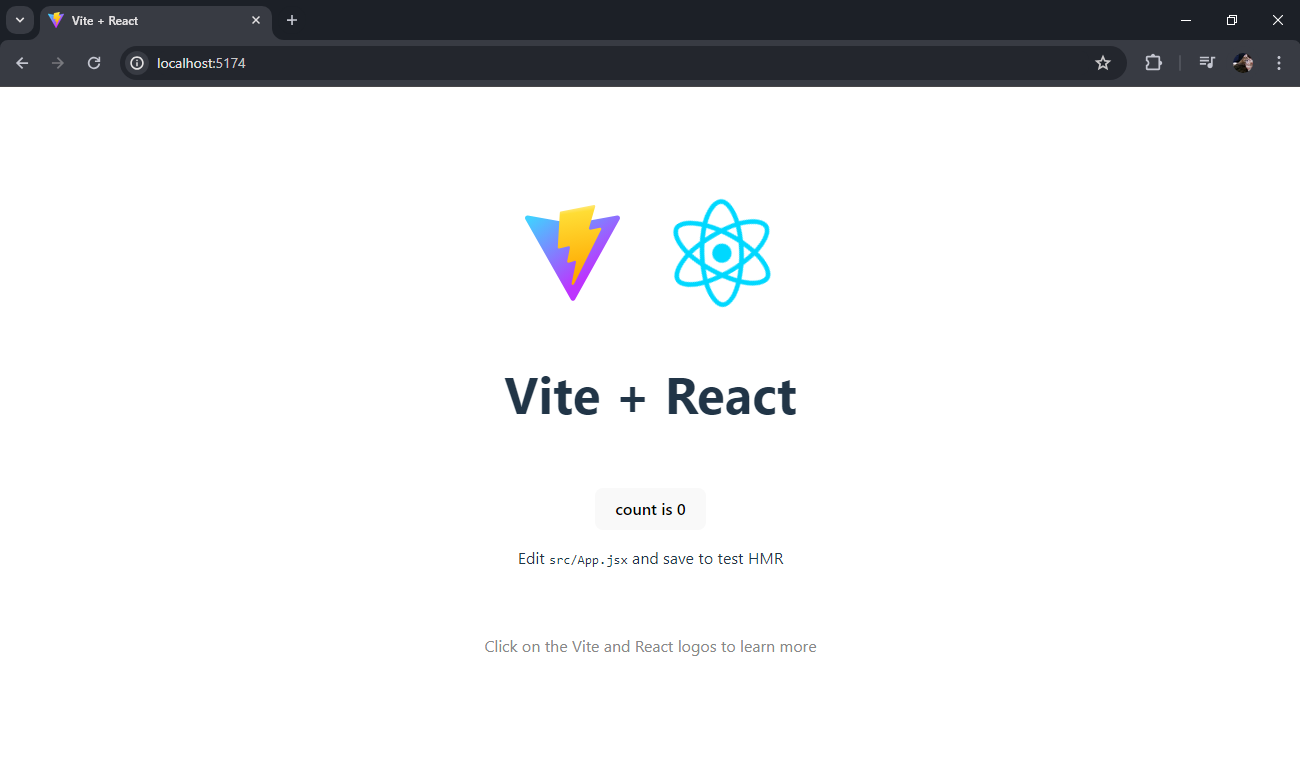 Vite + React
localhost:5174
Vite + React
count is 0
Edit src/App.jsx and save to test HMR
Click on the Vite and React logos to learn more